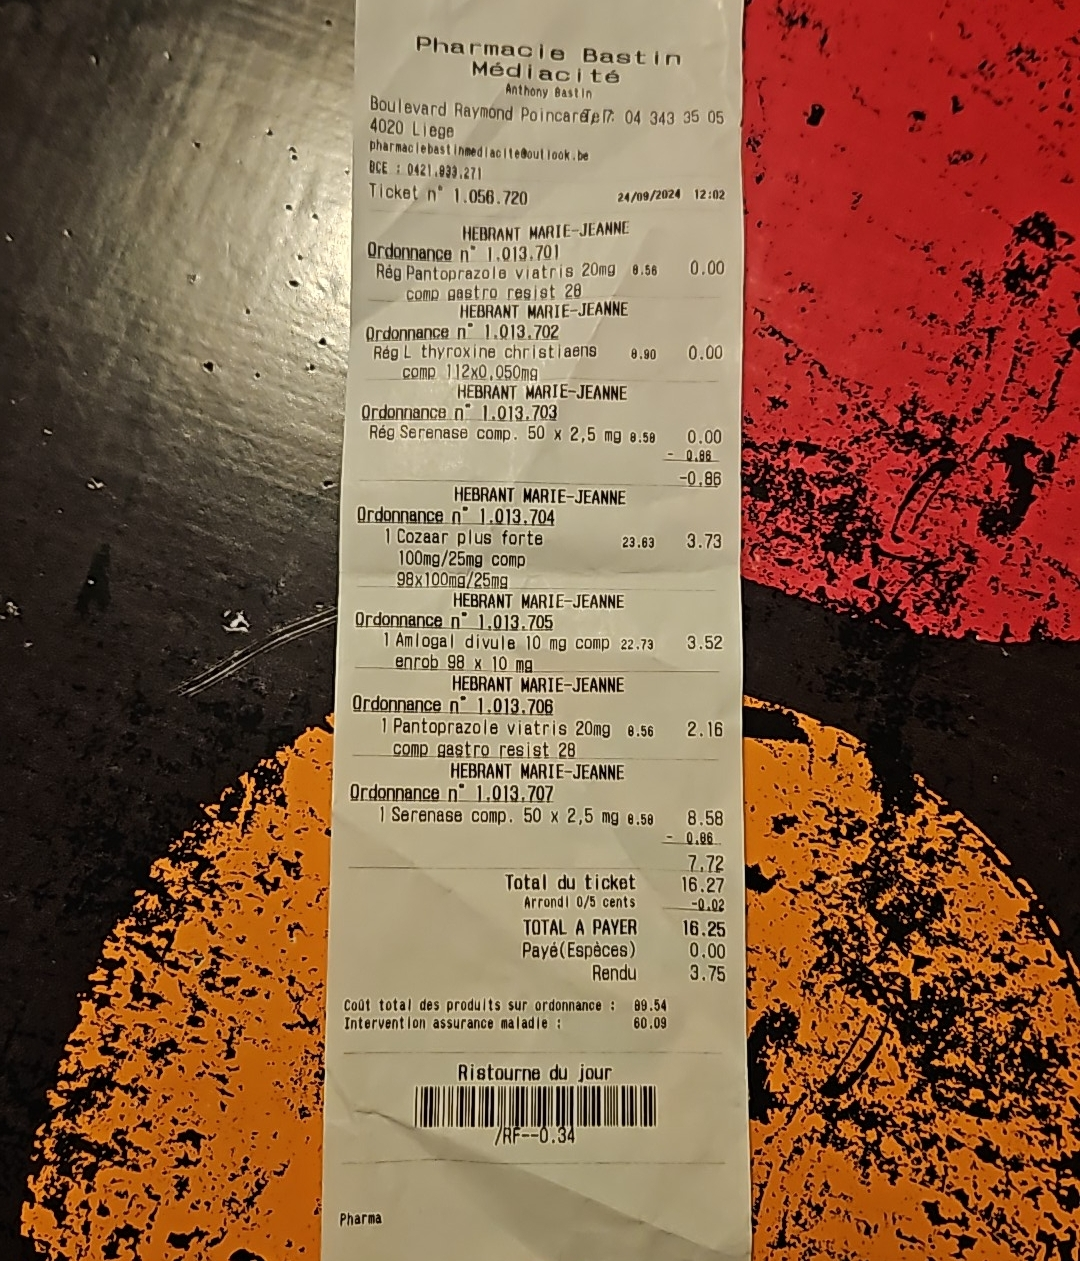 Pharmacie Bastin
Médiacité
Anthony Bastin
Boulevard Raymond Poincaré 7 Tel : 04 343 35 05
4020 Liege
pharmaciebastinmediacite@outlook.be
BCE : 0421.893.271
Ticket n° 1.056.720 24/09/2024 12:02
HEBRANT MARIE-JEANNE
Ordonnance n° 1.013.701
Rég Pantoprazole viatris 20mg 8.56 0.00
comp gastro resist 28
HEBRANT MARIE-JEANNE
Ordonnance n° 1.013.702
Rég L thyroxine christiaens 8.90 0.00
comp 112x0,050mg
HEBRANT MARIE-JEANNE
Ordonnance n° 1.013.703
Rég Serenase comp. 50 x 2,5 mg 8.58 0.00
- 0.86
-0.86
HEBRANT MARIE-JEANNE
Ordonnance n° 1.013.704
1 Cozaar plus forte 23.63 3.73
100mg/25mg comp
98x100mg/25mg
HEBRANT MARIE-JEANNE
Ordonnance n° 1.013.705
1 Amlogal divule 10 mg comp 22.73 3.52
enrob 98 x 10 mg
HEBRANT MARIE-JEANNE
Ordonnance n° 1.013.706
1 Pantoprazole viatris 20mg 8.56 2.16
comp gastro resist 28
HEBRANT MARIE-JEANNE
Ordonnance n° 1.013.707
1 Serenase comp. 50 x 2,5 mg 8.58 8.58
- 0.86
7.72
Total du ticket 16.27
Arrondi 0/5 cents -0.02
TOTAL A PAYER 16.25
Payé(Espèces) 0.00
Rendu 3.75
Coût total des produits sur ordonnance : 89.54
Intervention assurance maladie : 60.09
Ristourne du jour
/RF--0.34
Pharma